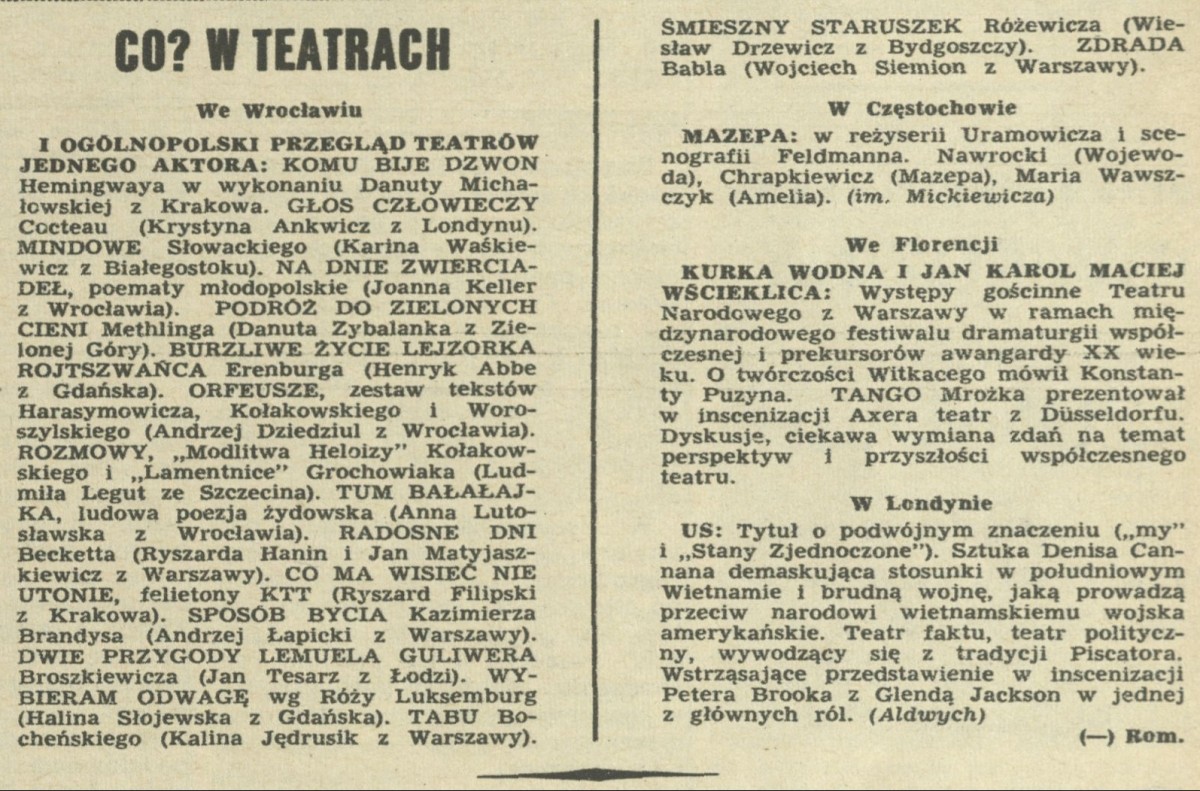 CO? W TEATRACH
We Wrocławiu
I OGÓLNOPOLSKI PRZEGLĄD TEATRÓW
JEDNEGO AKTORA: KOMU BIJE DZWON
Hemingwaya w wykonaniu Danuty Micha-
łowskiej z Krakowa. GŁOS CZŁOWIECZY
Cocteau (Krystyna Ankwicz z Londynu).
MINDOWE Słowackiego (Karina Waśkie-
wicz z Białegostoku). NA DNIE ZWIERCIA-
DEŁ, poematy młodopolskie (Joanna Keller
z Wrocławia). PODRÓŻ DO ZIELONYCH
CIENI Methlinga (Danuta Zybalanka z Zie-
lonej Góry). BURZLIWE ŻYCIE LEJZORKA
ROJTSZWAŃCA Erenburga (Henryk Abbe
z Gdańska). ORFEUSZE, zestaw tekstów
Harasymowicza, Kołakowskiego i Woro-
szylskiego (Andrzej Dziedziul z Wrocławia).
ROZMOWY, „Modlitwa Heloizy” Kołakow-
skiego i „Lamentnice” Grochowiaka (Lud-
miła Legut ze Szczecina). TUM BAŁAŁAJ-
KA, ludowa poezja żydowska (Anna Luto-
sławska z Wrocławia). RADOSNE DNI
Becketta (Ryszarda Hanin i Jan Matyjasz-
kiewicz z Warszawy). CO MA WISIEĆ NIE
UTONIE, felietony KTT (Ryszard Filipski
z Krakowa). SPOSÓB BYCIA Kazimierza
Brandysa (Andrzej Łapicki z Warszawy).
DWIE PRZYGODY LEMUELA GULIWERA
Broszkiewicza (Jan Tesarz z Łodzi). WY-
BIERAM ODWAGĘ wg Róży Luksemburg
(Halina Słojewska z Gdańska). TABU Bo-
cheńskiego (Kalina Jędrusik z Warszawy).
ŚMIESZNY STARUSZEK Różewicza (Wie-
sław Drzewicz z Bydgoszczy). ZDRADA
Babla (Wojciech Siemion z Warszawy).
W Częstochowie
MAZEPA: w reżyserii Uramowicza i sce-
nografii Feldmanna. Nawrocki (Wojewo-
da), Chrapkiewicz (Mazepa), Maria Wawsz-
czyk (Amelia). (im. Mickiewicza)
We Florencji
KURKA WODNA I JAN KAROL MACIEJ
WŚCIEKLICA: Występy gościnne Teatru
Narodowego z Warszawy w ramach mię-
dzynarodowego festiwalu dramaturgii współ-
czesnej i prekursorów awangardy XX wie-
ku. O twórczości Witkacego mówił Konstan-
ty Puzyna. TANGO Mrożka prezentował
w inscenizacji Axera teatr z Düsseldorfu.
Dyskusje, ciekawa wymiana zdań na temat
perspektyw i przyszłości współczesnego
teatru.
W Londynie
US: Tytuł o podwójnym znaczeniu („my”
i „Stany Zjednoczone”). Sztuka Denisa Can-
nana demaskująca stosunki w południowym
Wietnamie i brudną wojnę, jaką prowadzą
przeciw narodowi wietnamskiemu wojska
amerykańskie. Teatr faktu, teatr politycz-
ny, wywodzący się z tradycji Piscatora.
Wstrząsające przedstawienie w inscenizacji
Petera Brooka z Glendą Jackson w jednej
z głównych ról. (Aldwych)
(—) Rom.